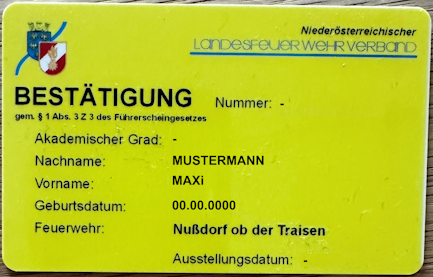 Niederösterreichischer
LANDESFEUERWEHRVERBAND
BESTÄTIGUNG Nummer: -
gem. § 1 Abs. 3 Z 3 des Führerscheingesetzes
Akademischer Grad: -
Nachname: MUSTERMANN
Vorname: MAXi
Geburtsdatum: 00.00.0000
Feuerwehr: Nußdorf ob der Traisen
Ausstellungsdatum: -